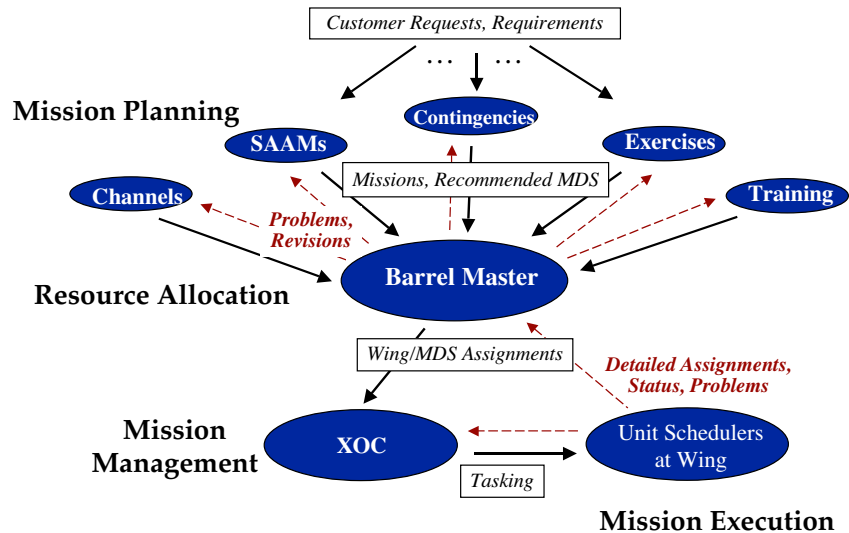 Customer Requests, Requirements
... ...
Mission Planning
Contingencies
SAAMs
Exercises
Missions, Recommended MDS
Channels
Training
Problems,
Revisions
Barrel Master
Resource Allocation
Wing/MDS Assignments
Detailed Assignments,
Status, Problems
Mission
Management
XOC
Unit Schedulers
at Wing
Tasking
Mission Execution